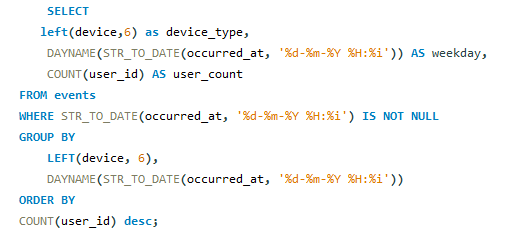 SELECT
left(device,6) as device_type,
DAYNAME(STR_TO_DATE(occurred_at, '%d-%m-%Y %H:%i')) AS weekday,
COUNT(user_id) AS user_count
FROM events
WHERE STR_TO_DATE(occurred_at, '%d-%m-%Y %H:%i') IS NOT NULL
GROUP BY
LEFT(device, 6),
DAYNAME(STR_TO_DATE(occurred_at, '%d-%m-%Y %H:%i'))
ORDER BY
COUNT(user_id) desc;